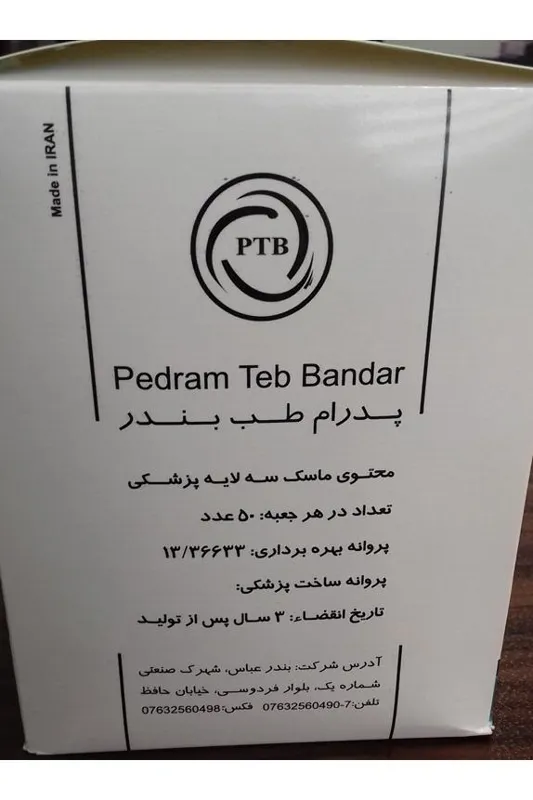 Made in IRAN
PTB
Pedram Teb Bandar
پدرام طب بندر
محتوی ماسک سه لایه پزشکی
تعداد در هر جعبه: ۵۰ عدد
پروانه بهره برداری: ۱۳/۳۶۶۳۳
پروانه ساخت پزشکی:
تاریخ انقضاء: ۳ سال پس از تولید
آدرس شرکت: بندر عباس، شهرک صنعتی
شماره یک، بلوار فردوسی، خیابان حافظ
تلفن:7-07632560490 فکس:07632560498